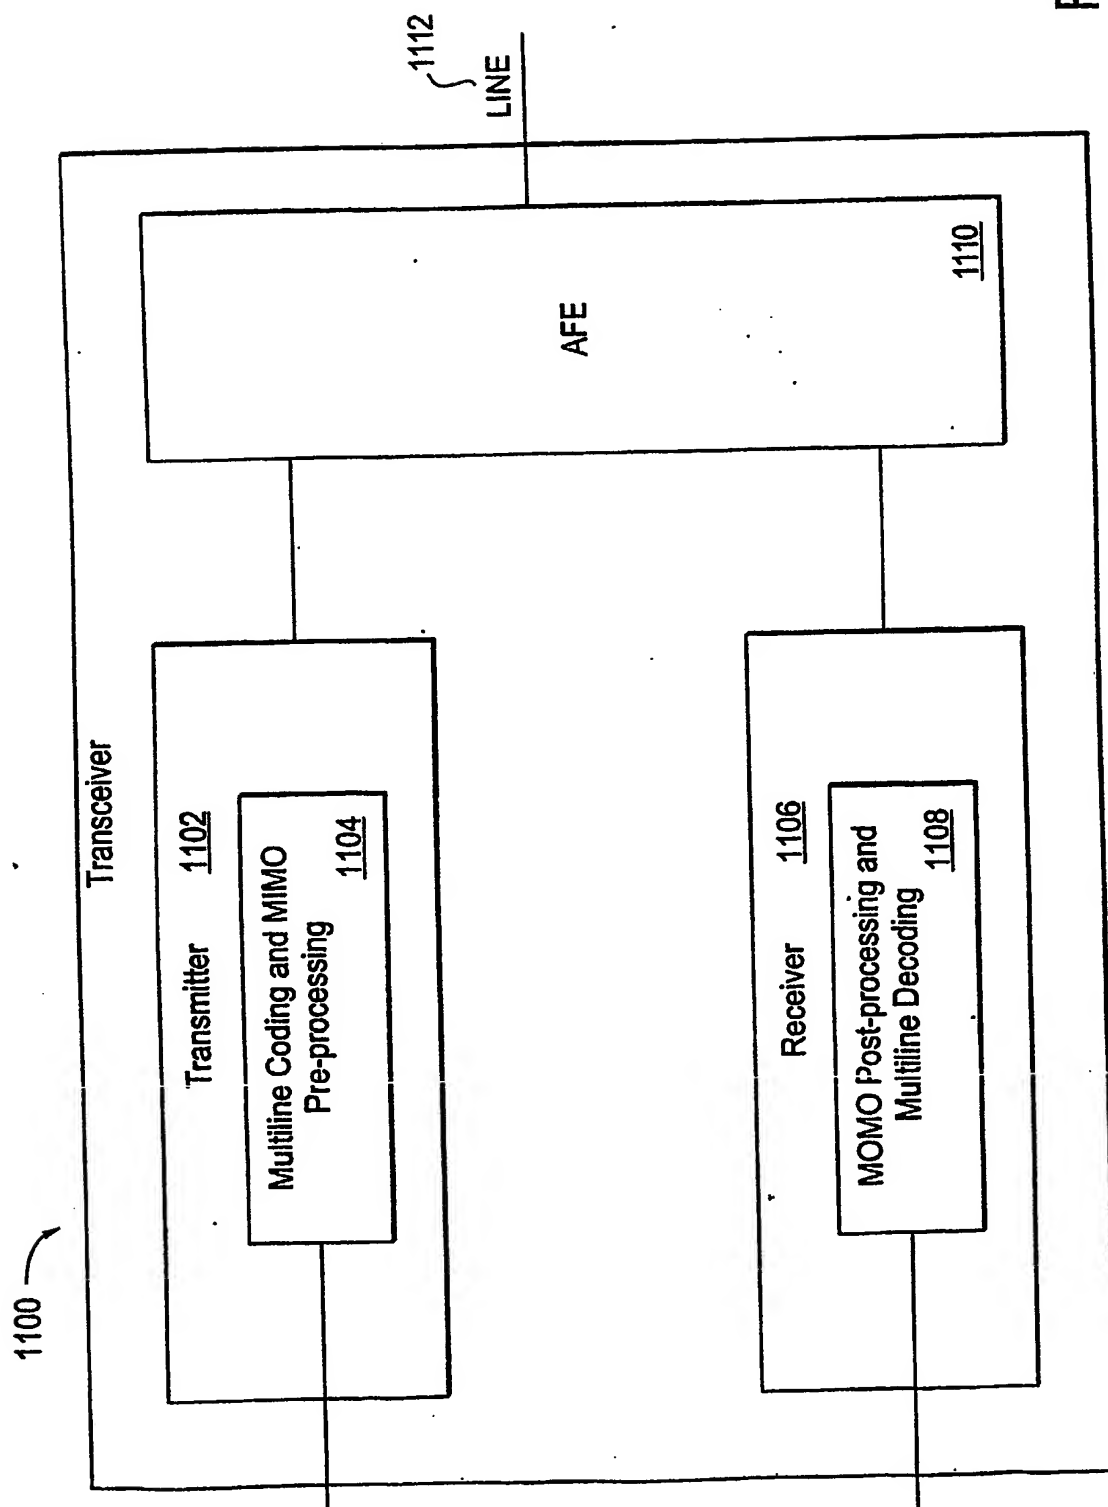 1100
Transceiver
Transmitter 1102
Multiline Coding and MIMO
Pre-processing
1104
Receiver 1106
MOMO Post-processing and
Multiline Decoding
1108
AFE
1110
LINE
1112